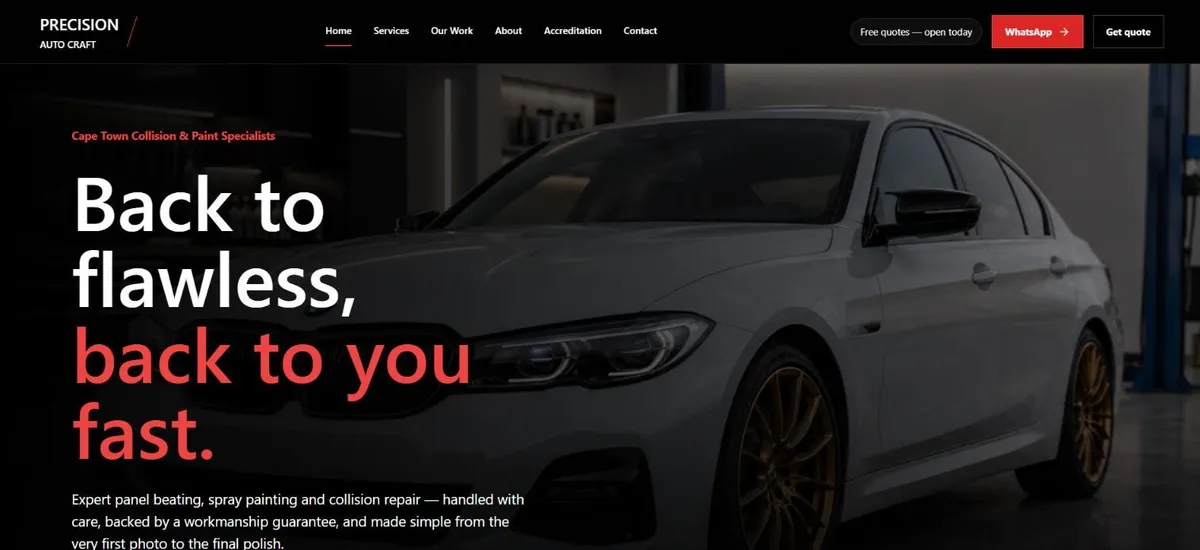 PRECISION
AUTO CRAFT
Home Services Our Work About Accreditation Contact
Free quotes — open today
WhatsApp →
Get quote
Cape Town Collision & Paint Specialists
Back to
flawless,
back to you
fast.
Expert panel beating, spray painting and collision repair — handled with
care, backed by a workmanship guarantee, and made simple from the
very first photo to the final polish.